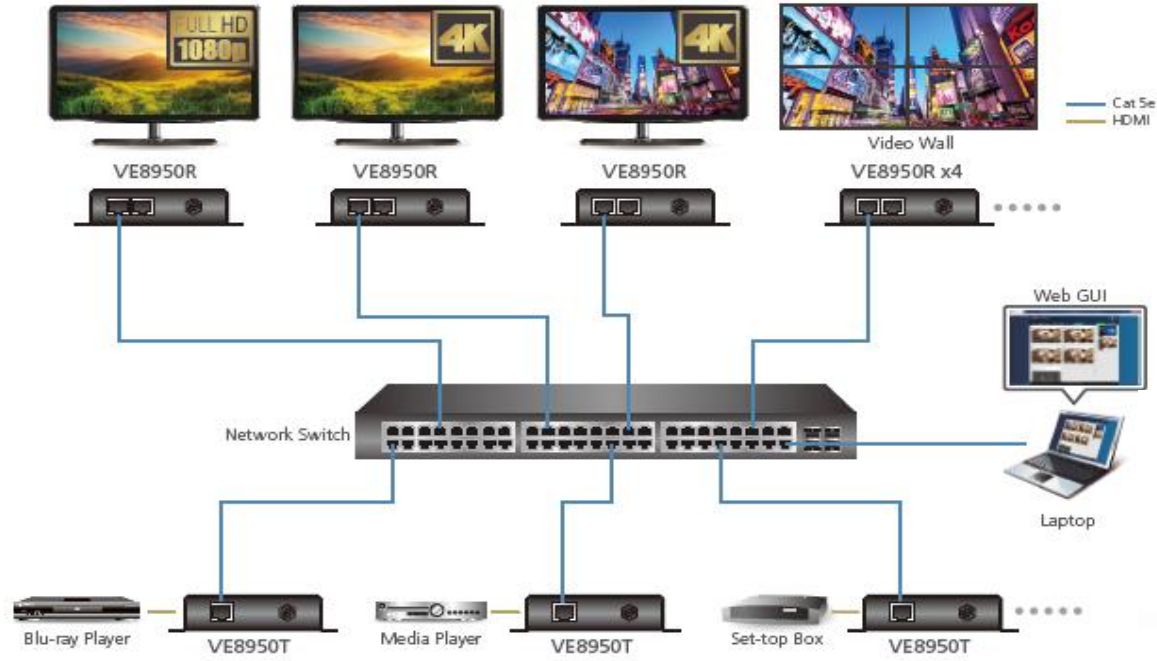 FULL HD
1080p
4K
4K
Cat 5e
HDMI
Video Wall
VE8950R
VE8950R
VE8950R
VE8950R x4
Web GUI
Network Switch
Laptop
Blu-ray Player
VE8950T
Media Player
VE8950T
Set-top Box
VE8950T